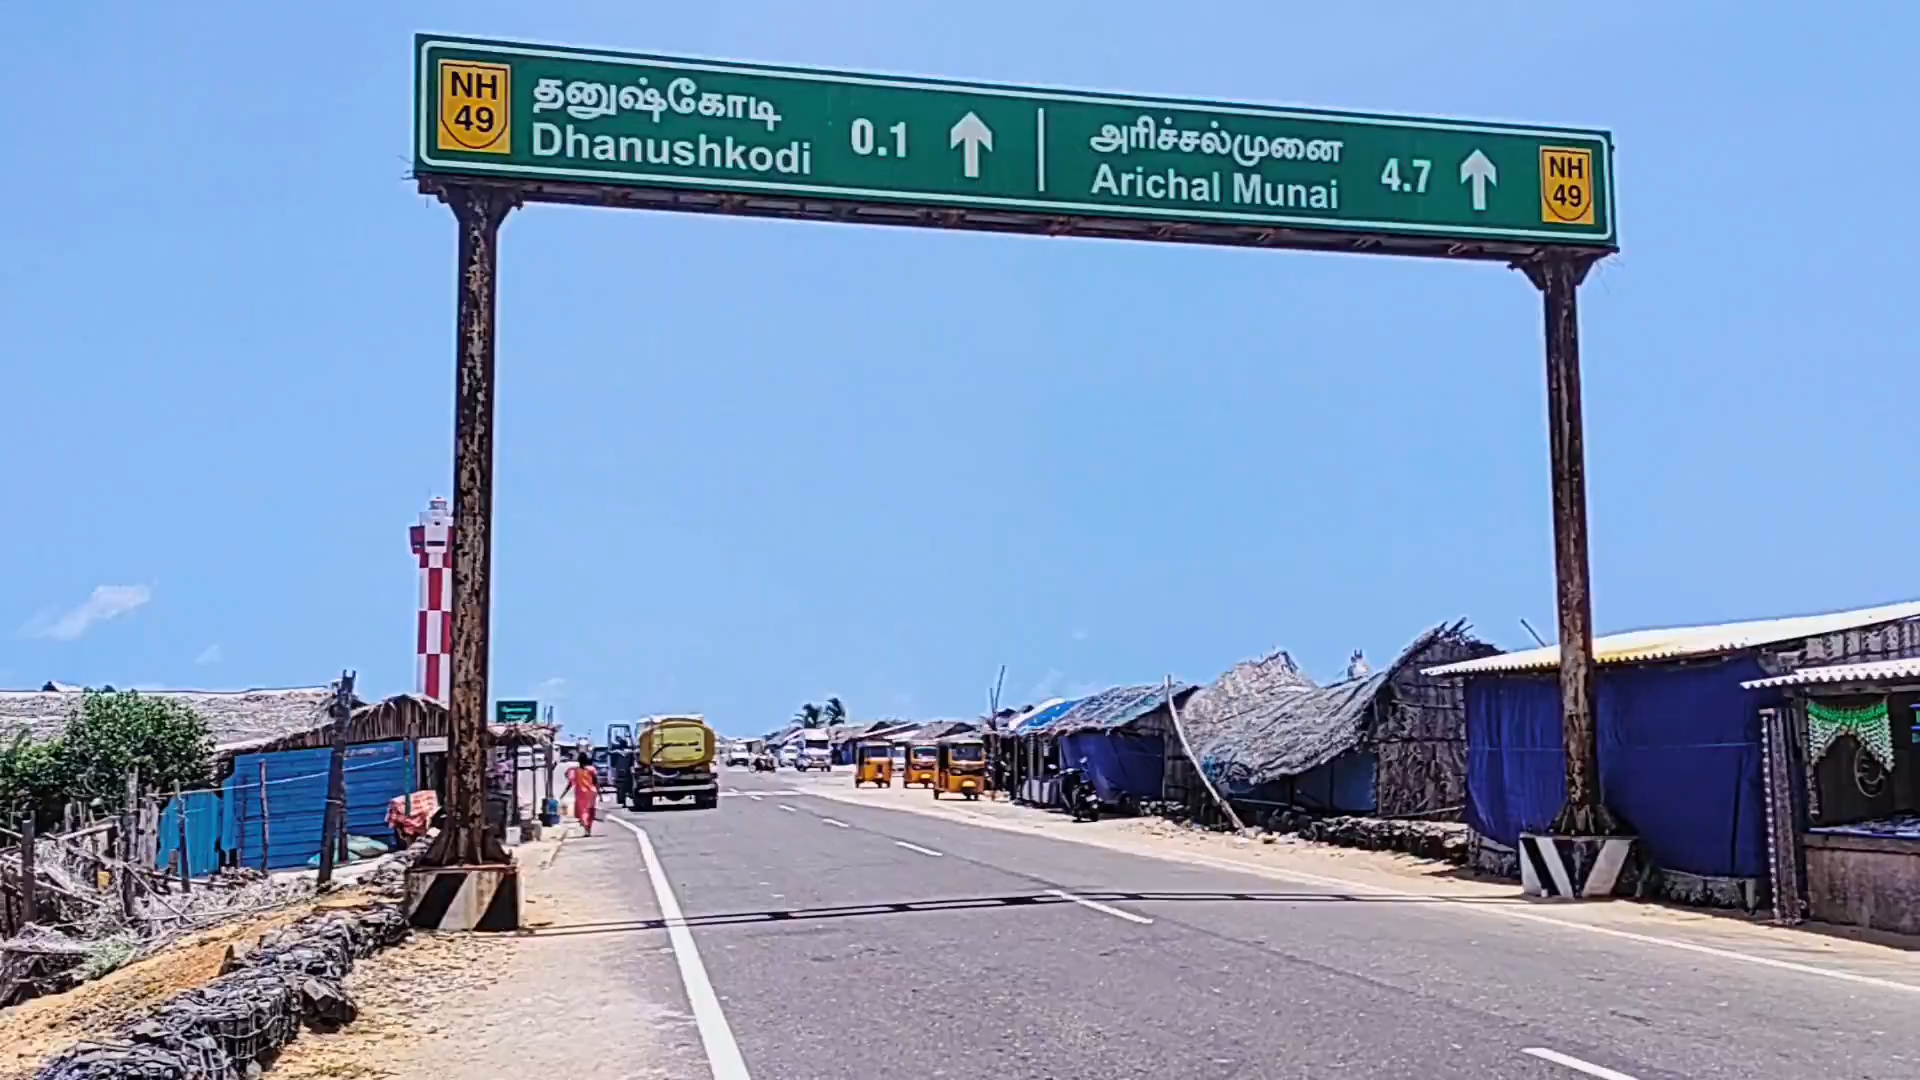 NH
49
தனுஷ்கோடி
Dhanushkodi
0.1
அரிச்சல்முனை
Arichal Munai
4.7
NH
49